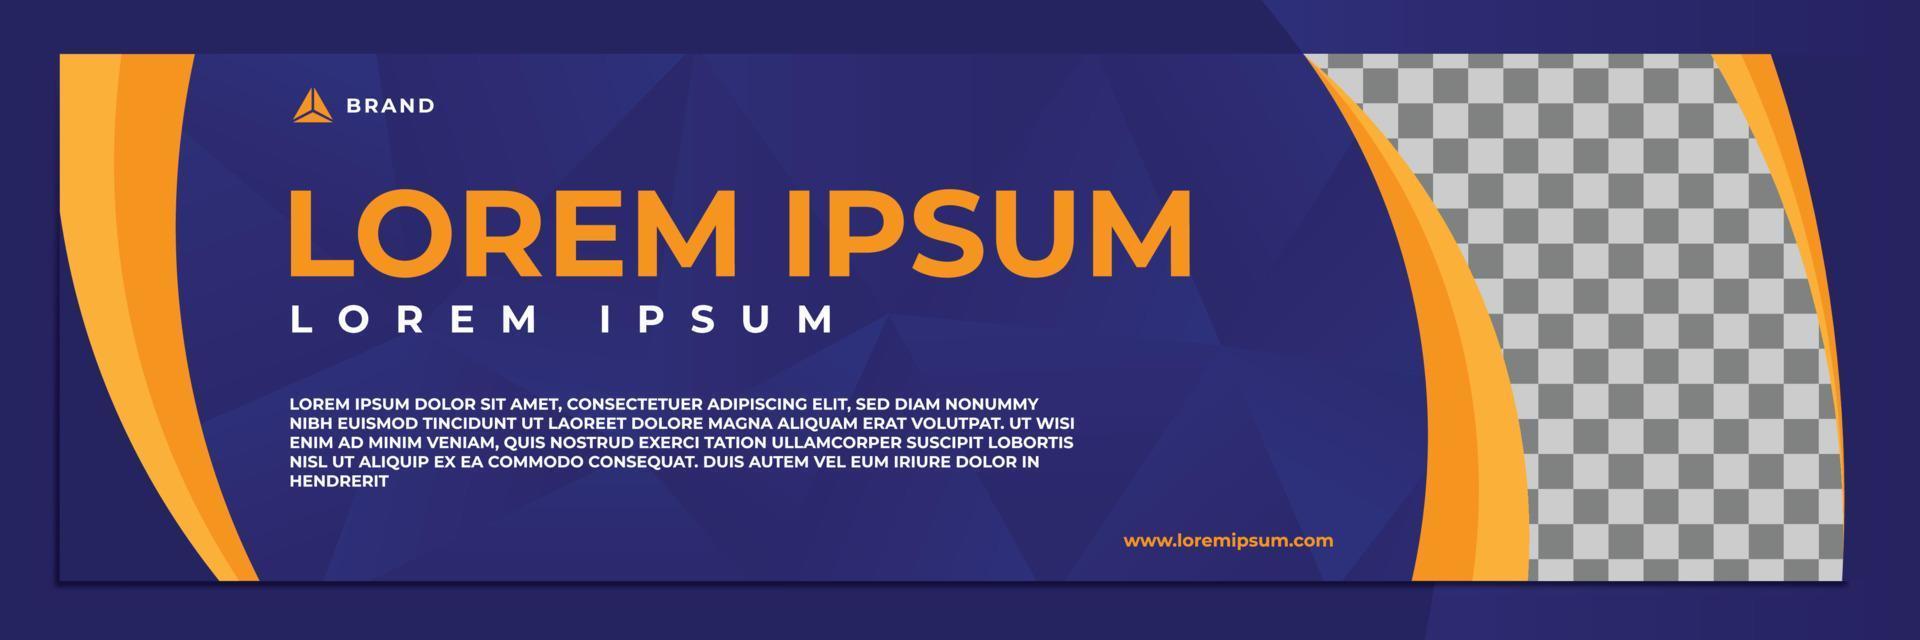 BRAND
LOREM IPSUM
LOREM IPSUM
LOREM IPSUM DOLOR SIT AMET, CONSECTETUER ADIPISCING ELIT, SED DIAM NONUMMY
NIBH EUISMOD TINCIDUNT UT LAOREET DOLORE MAGNA ALIQUAM ERAT VOLUTPAT. UT WISI
ENIM AD MINIM VENIAM, QUIS NOSTRUD EXERCI TATION ULLAMCORPER SUSCIPIT LOBORTIS
NISL UT ALIQUIP EX EA COMMODO CONSEQUAT. DUIS AUTEM VEL EUM IRIURE DOLOR IN
HENDRERIT
www.loremipsum.com